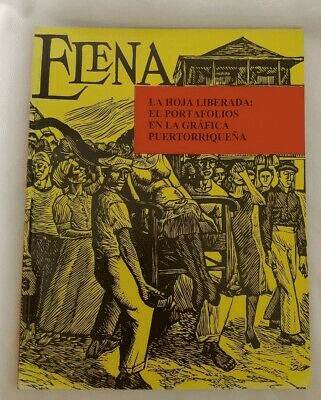 ELENA
LA HOJA LIBERADA:
EL PORTAFOLIOS
EN LA GRÁFICA
PUERTORRIQUEÑA